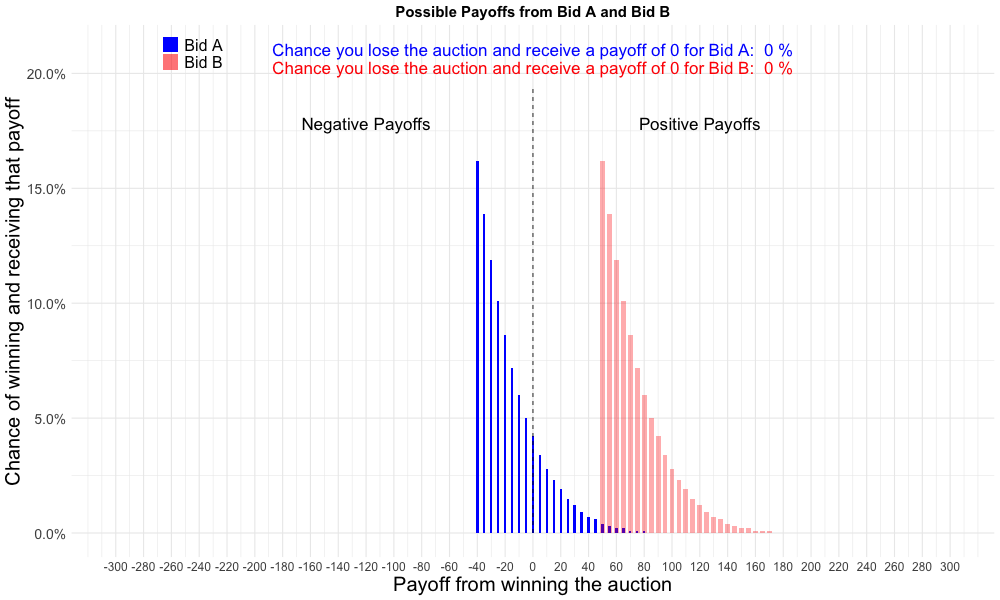 Possible Payoffs from Bid A and Bid B
Bid A
Bid B
Chance you lose the auction and receive a payoff of 0 for Bid A:  0 %
Chance you lose the auction and receive a payoff of 0 for Bid B:  0 %
Negative Payoffs
Positive Payoffs
Chance of winning and receiving that payoff
20.0%
15.0%
10.0%
5.0%
0.0%
-300 -280 -260 -240 -220 -200 -180 -160 -140 -120 -100 -80 -60 -40 -20 0 20 40 60 80 100 120 140 160 180 200 220 240 260 280 300
Payoff from winning the auction